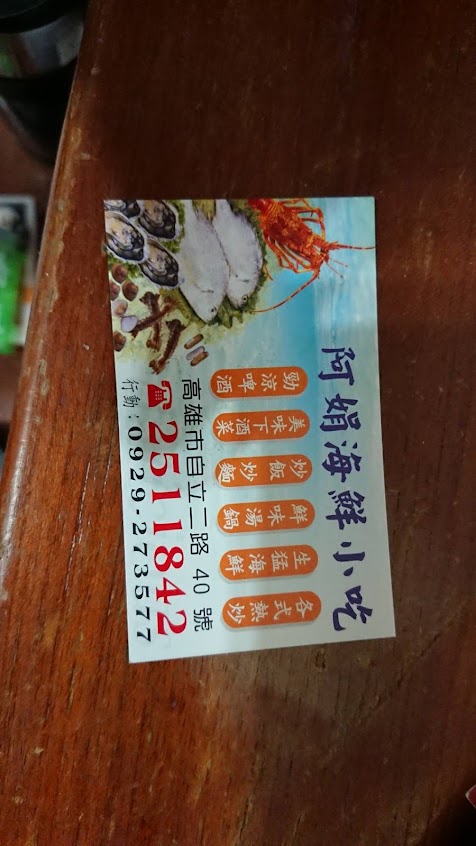 阿娟海鮮小吃
勁涼啤酒
美味下酒菜
炒飯炒麵
鮮味湯鍋
生猛海鮮
各式熱炒
高雄市自立二路 40 號
☎2511842
行動：0929-273577